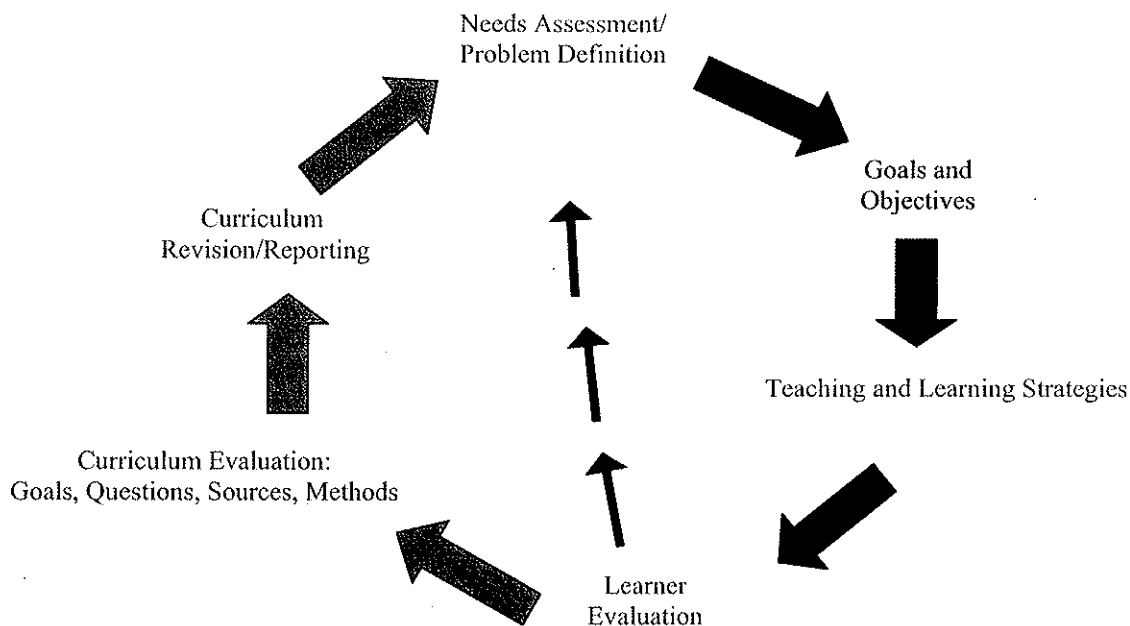 Needs Assessment/
Problem Definition
Goals and
Objectives
Teaching and Learning Strategies
Learner
Evaluation
Curriculum Evaluation:
Goals, Questions, Sources, Methods
Curriculum
Revision/Reporting